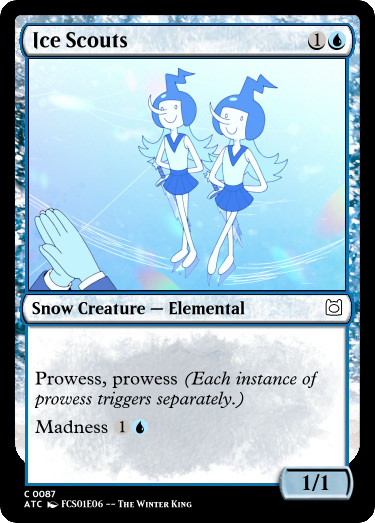 Ice Scouts 1
Snow Creature — Elemental
Prowess, prowess (Each instance of
prowess triggers separately.)
Madness 1
1/1
C 0087
ATC FCS01E06 -- The Winter King